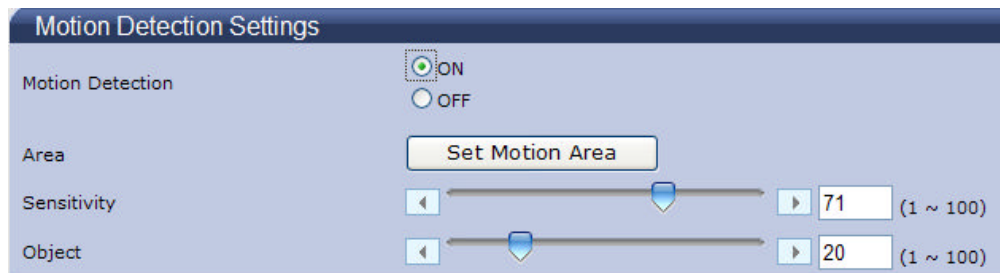 Motion Detection Settings
Motion Detection
ON
OFF
Area
Set Motion Area
Sensitivity
71 (1 ~ 100)
Object
20 (1 ~ 100)